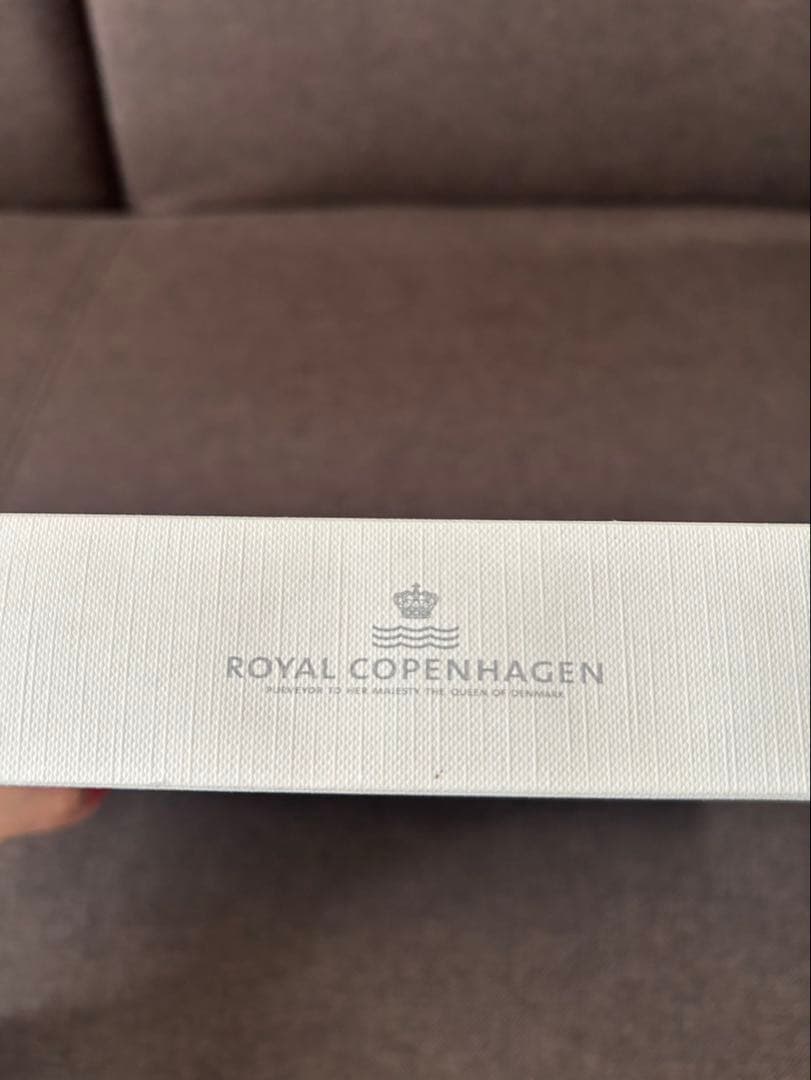 ROYAL COPENHAGEN
PURVEYOR TO HER MAJESTY THE QUEEN OF DENMARK